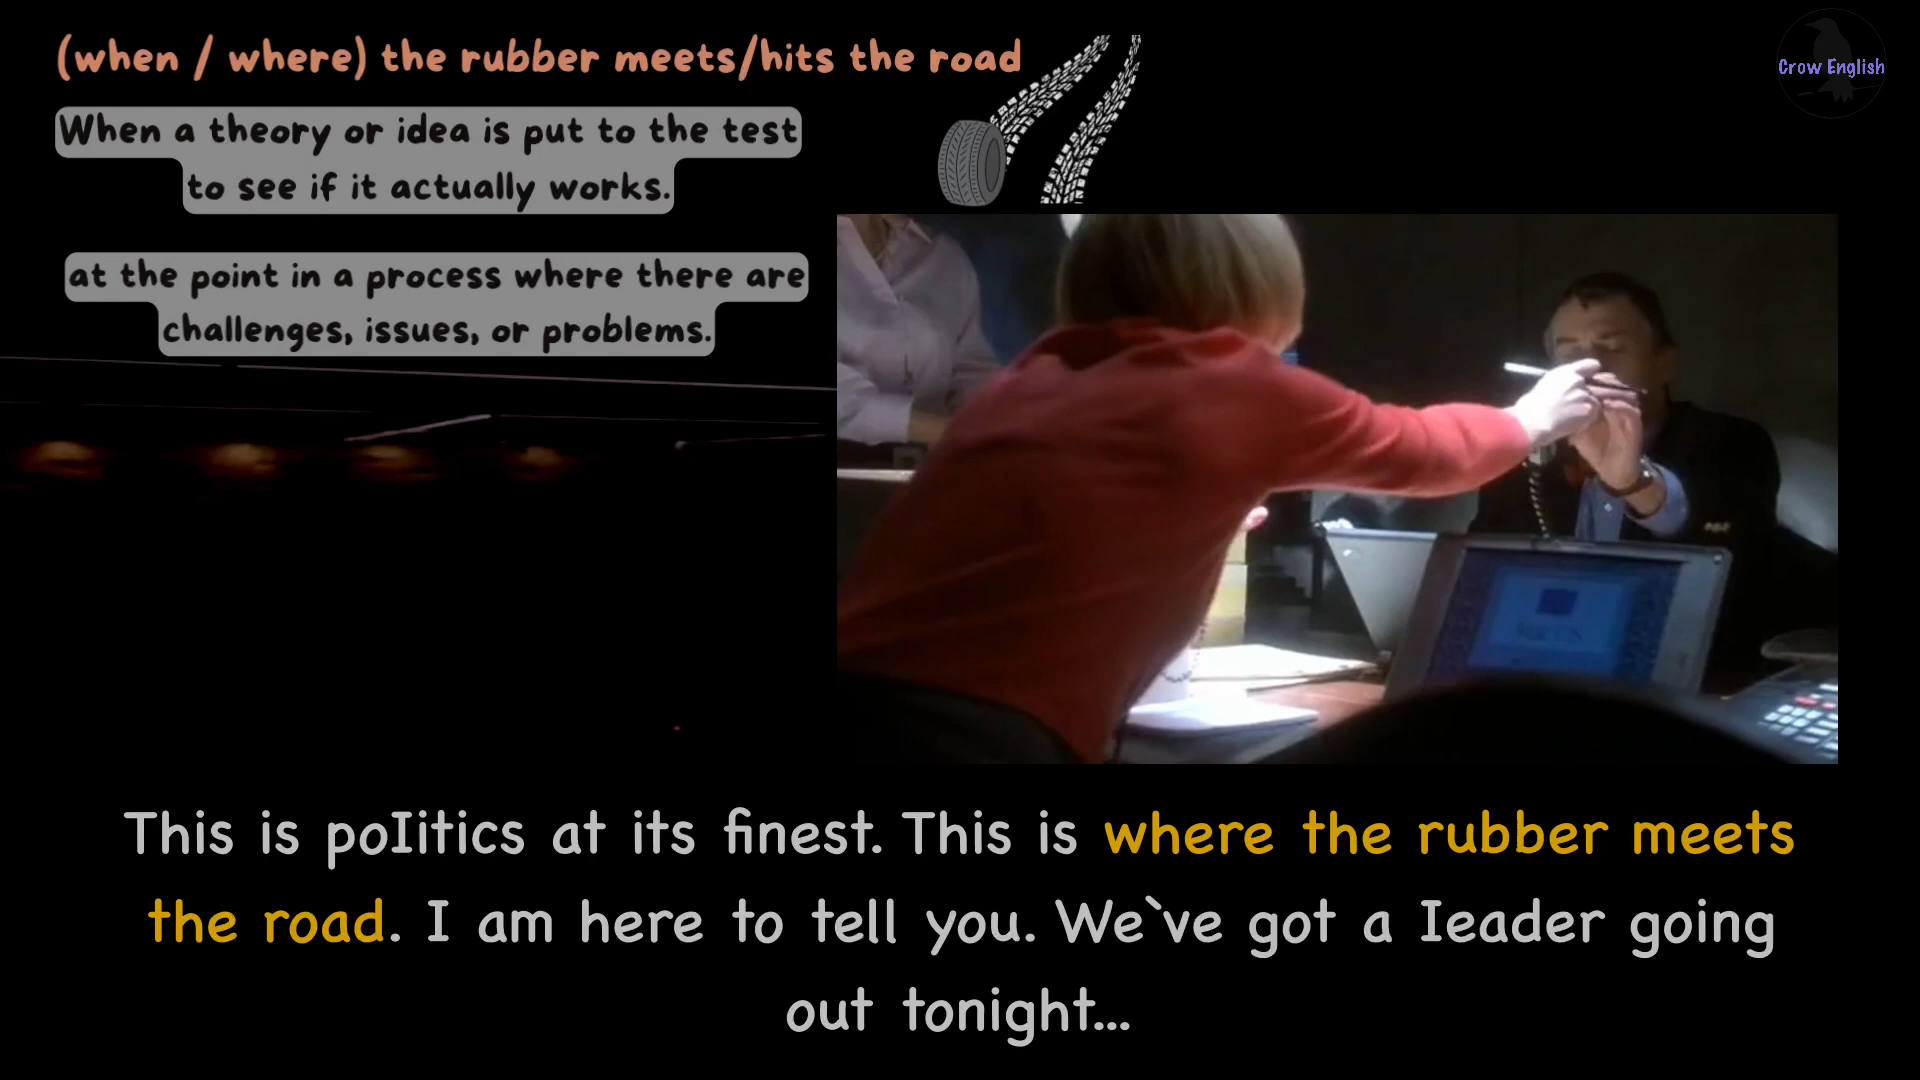 (when / where) the rubber meets/hits the road
Crow English
When a theory or idea is put to the test
to see if it actually works.
at the point in a process where there are
challenges, issues, or problems.
This is poIitics at its finest. This is where the rubber meets
the road. I am here to tell you. We`ve got a Ieader going
out tonight...